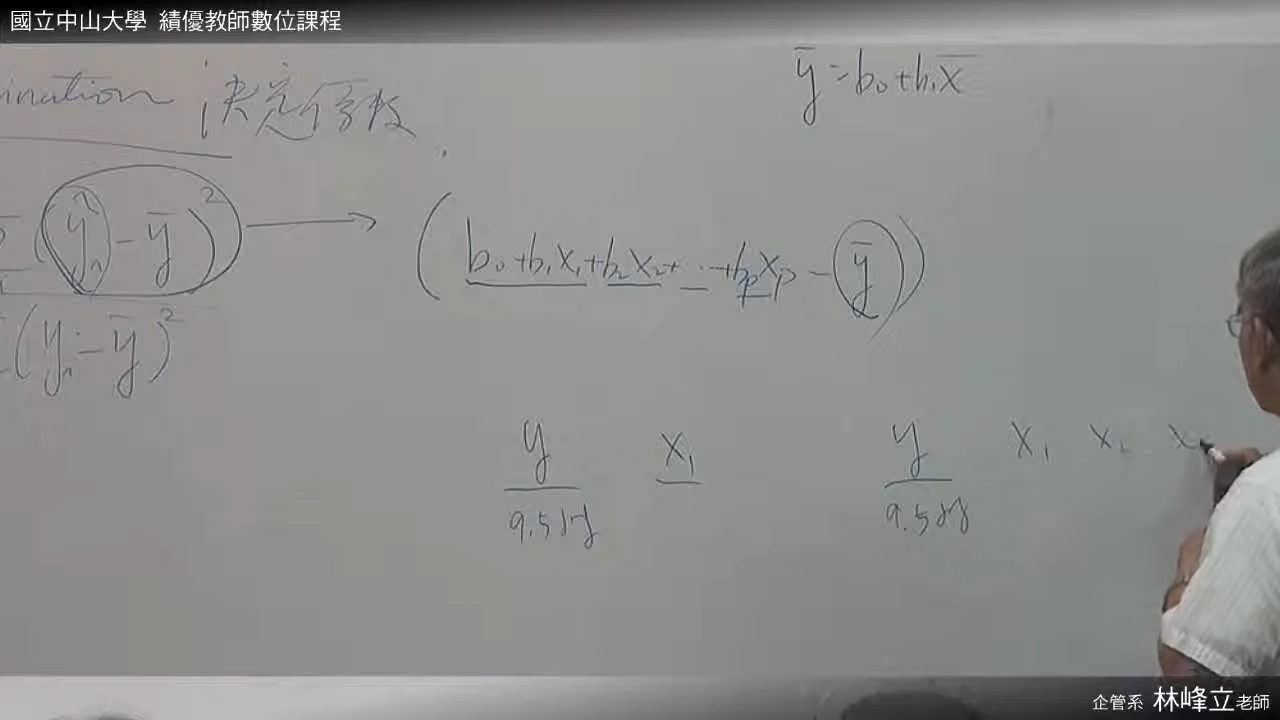 國立中山大學 績優教師數位課程
ȳ = b₀ + b₁x̄
ination 決定係數
(ŷᵢ - ȳ)² → (b₀ + b₁x₁ + b₂x₂ + … + bₚxₚ - ȳ)
(yᵢ - ȳ)²
y x₁ y x₁ x₂ x
9.5 9.5
企管系 林峰立老師